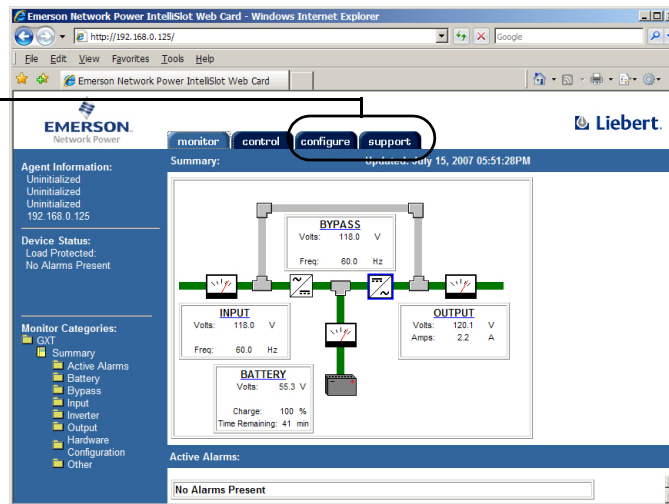 Emerson Network Power IntelliSlot Web Card - Windows Internet Explorer
http://192.168.0.125/
Google
File Edit View Favorites Tools Help
Emerson Network Power IntelliSlot Web Card
EMERSON.
Network Power
Liebert.
monitor control configure support
Summary: Updated: July 15, 2007 05:51:28PM
Agent Information:
Uninitialized
Uninitialized
Uninitialized
192.168.0.125
Device Status:
Load Protected:
No Alarms Present
Monitor Categories:
GXT
Summary
Active Alarms
Battery
Bypass
Input
Inverter
Output
Hardware
Configuration
Other
BYPASS
Volts: 118.0 V
Freq: 60.0 Hz
INPUT
Volts: 118.0 V
Freq: 60.0 Hz
OUTPUT
Volts: 120.1 V
Amps: 2.2 A
BATTERY
Volts: 55.3 V
Charge: 100 %
Time Remaining: 41 min
Active Alarms:
No Alarms Present